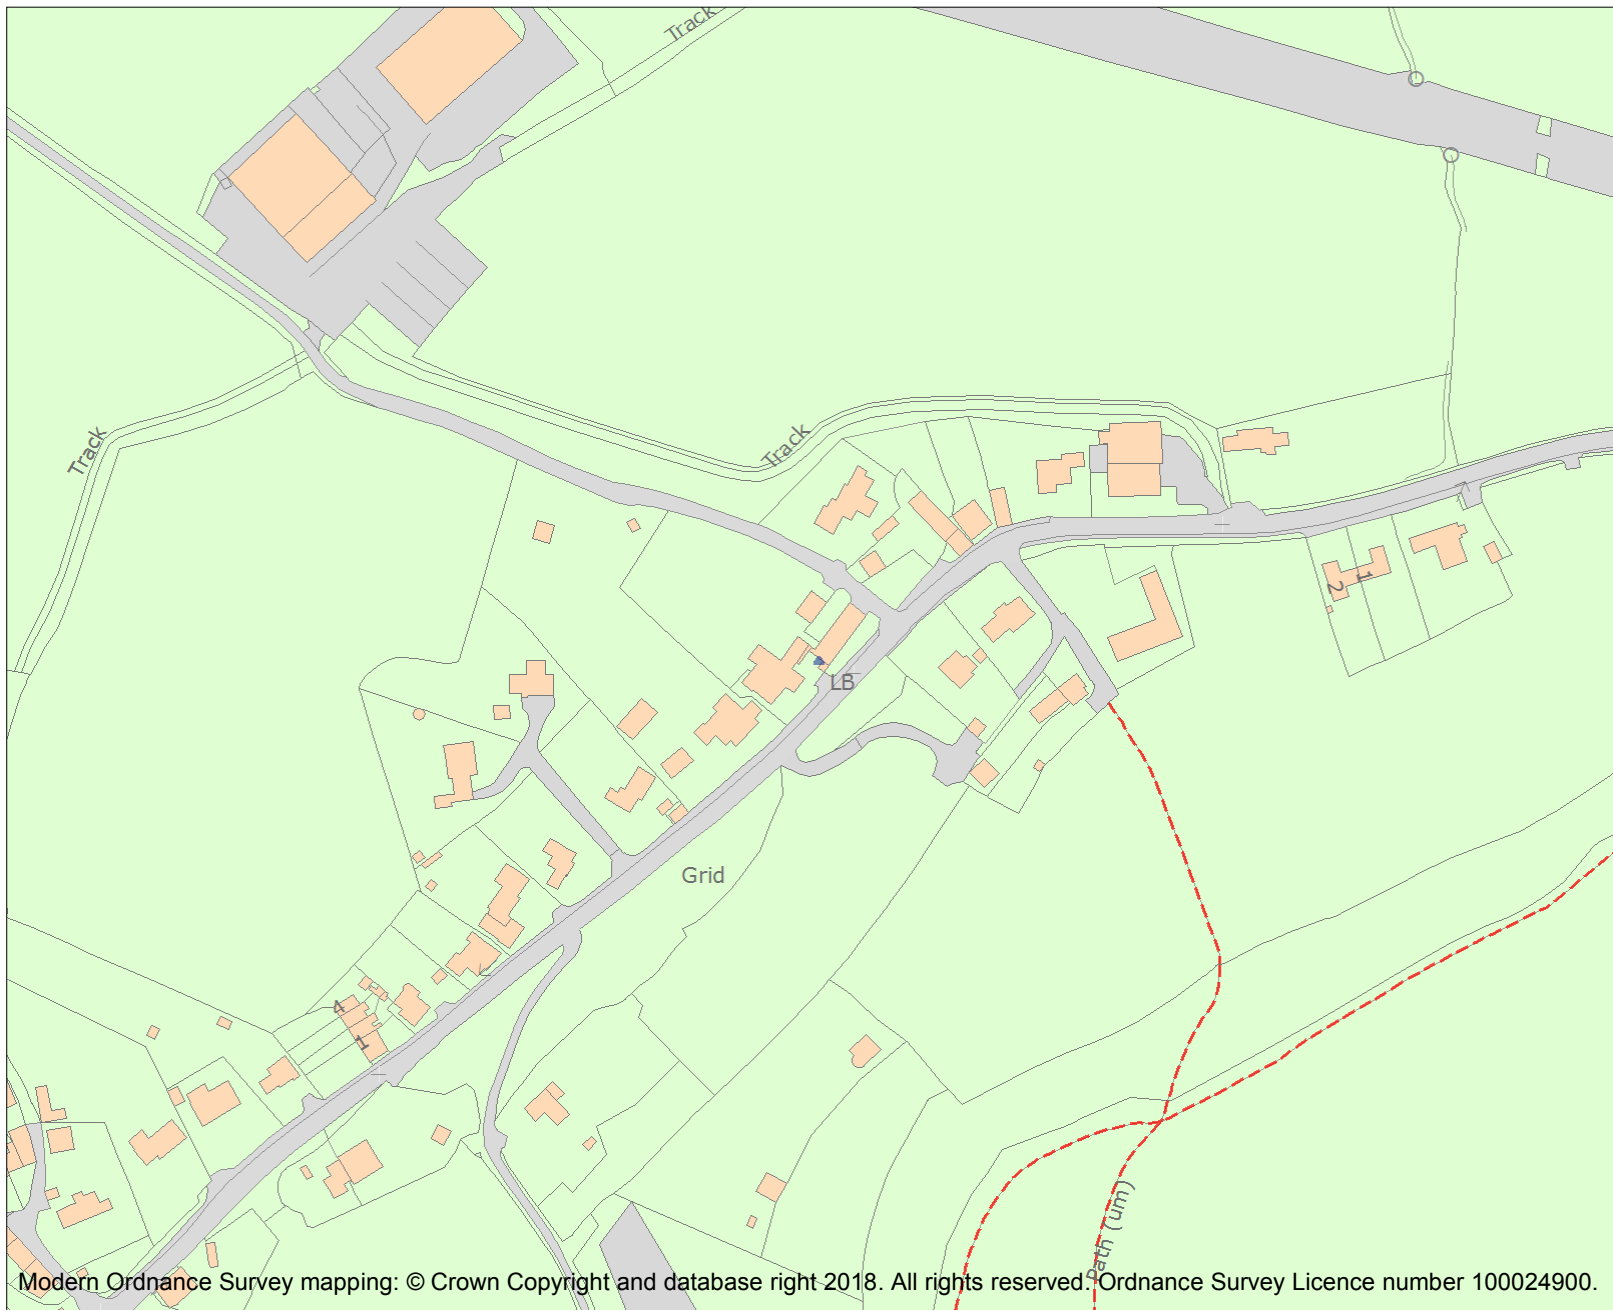 Track
Track
Track
2
1
LB
Grid
4
1
Path (um)
Modern Ordnance Survey mapping: © Crown Copyright and database right 2018. All rights reserved. Ordnance Survey Licence number 100024900.